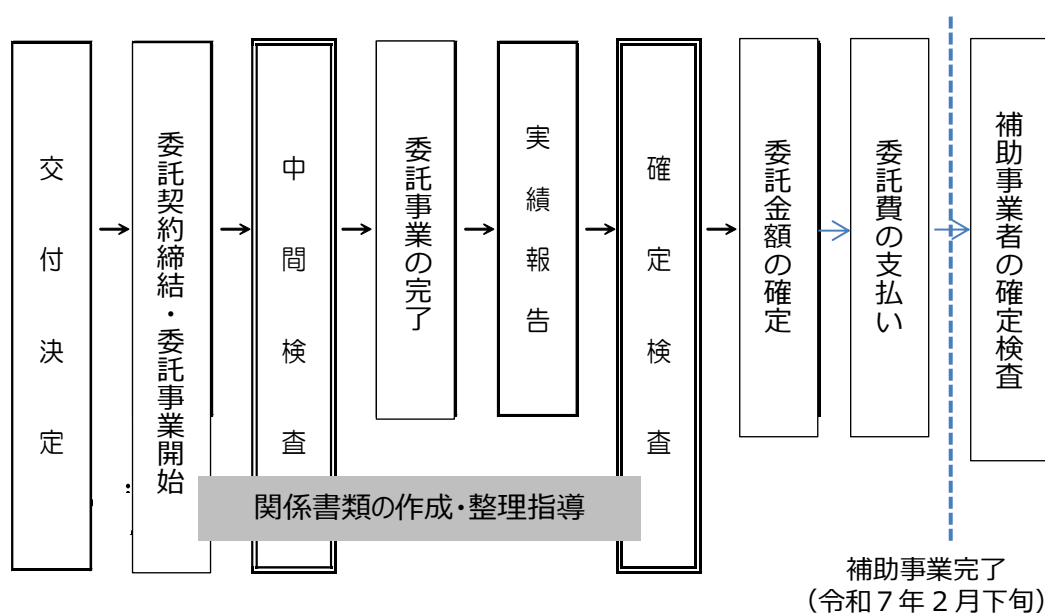 交付決定
委託契約締結・委託事業開始
中間検査
委託事業の完了
実績報告
確定検査
委託金額の確定
委託費の支払い
補助事業者の確定検査
関係書類の作成・整理指導
補助事業完了
（令和７年２月下旬）